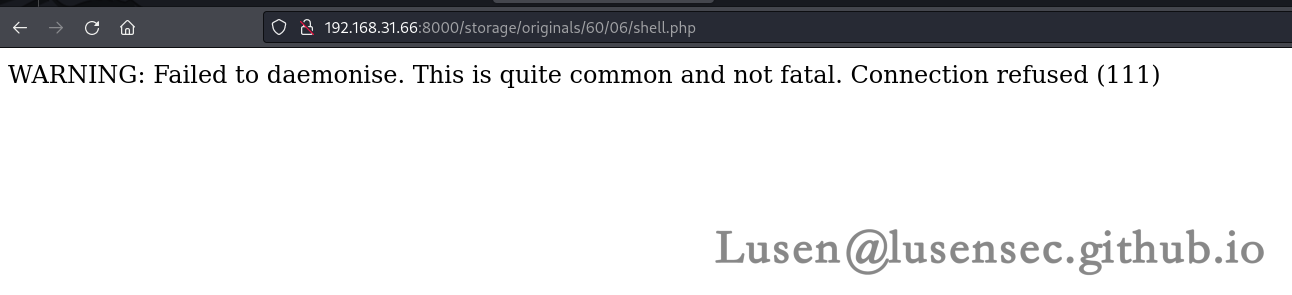 192.168.31.66:8000/storage/originals/60/06/shell.php
WARNING: Failed to daemonise. This is quite common and not fatal. Connection refused (111)
Lusen@lusensec.github.io